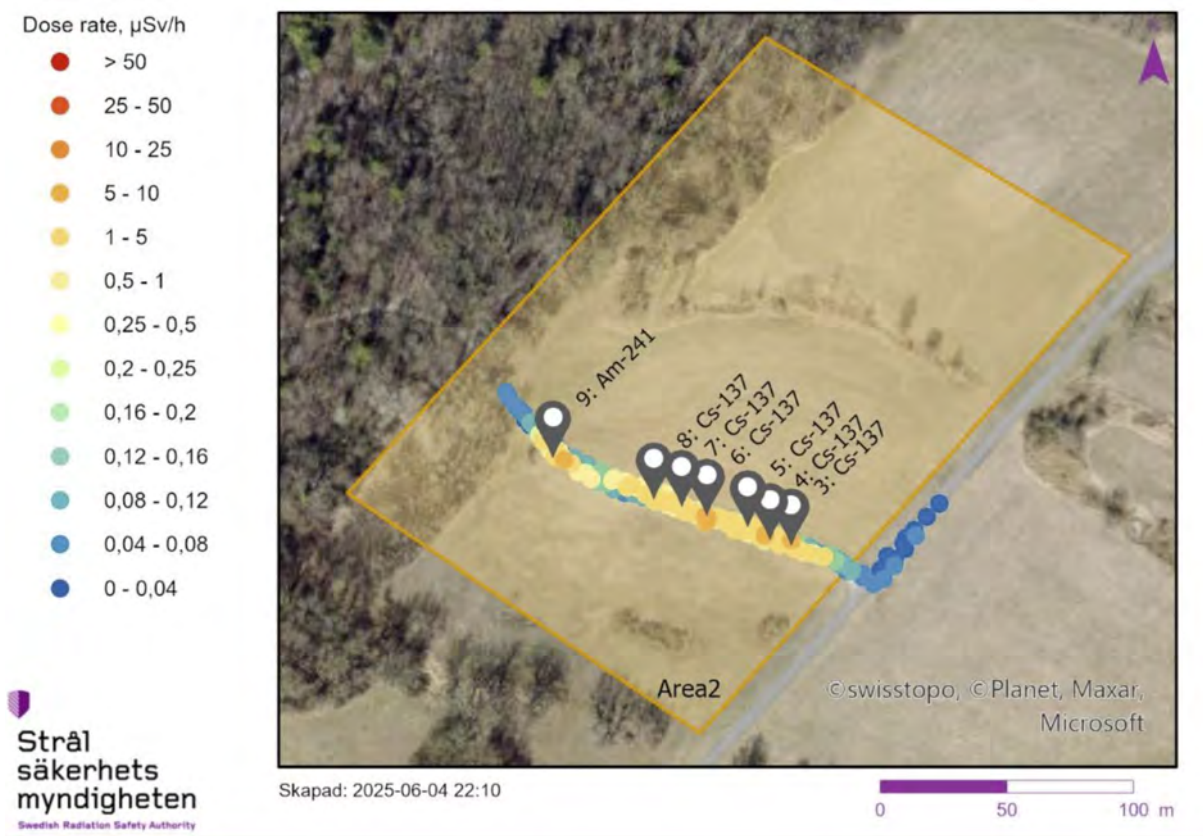 Dose rate, µSv/h
> 50
25 - 50
10 - 25
5 - 10
1 - 5
0,5 - 1
0,25 - 0,5
0,2 - 0,25
0,16 - 0,2
0,12 - 0,16
0,08 - 0,12
0,04 - 0,08
0 - 0,04
9: Am-241
8: Cs-137
7: Cs-137
6: Cs-137
5: Cs-137
4: Cs-137
3: Cs-137
Area2
©swisstopo, ©Planet, Maxar,
Microsoft
Strål
säkerhets
myndigheten
Swedish Radiation Safety Authority
Skapad: 2025-06-04 22:10
0 50 100 m